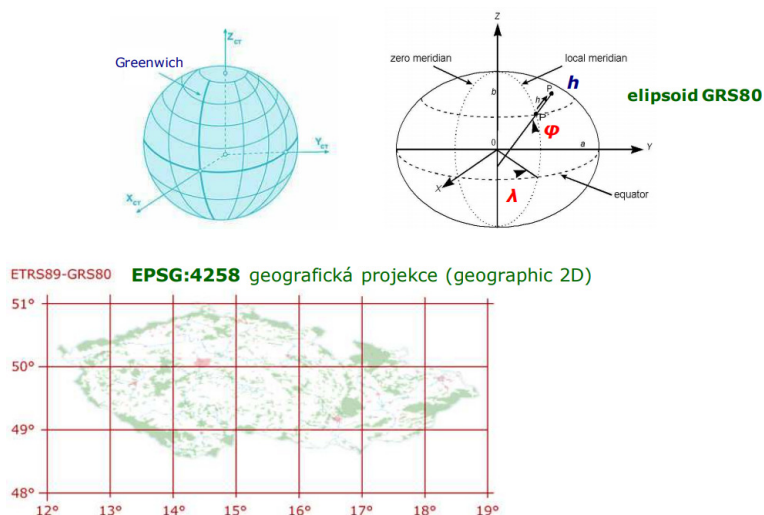 Z_CT
Greenwich
Y_CT
X_CT
Z
zero meridian
local meridian
h
P
b
h
P
φ
elipsoid GRS80
0
a
Y
X
λ
equator
ETRS89-GRS80
EPSG:4258 geografická projekce (geographic 2D)
51°
50°
49°
48°
12° 13° 14° 15° 16° 17° 18° 19°